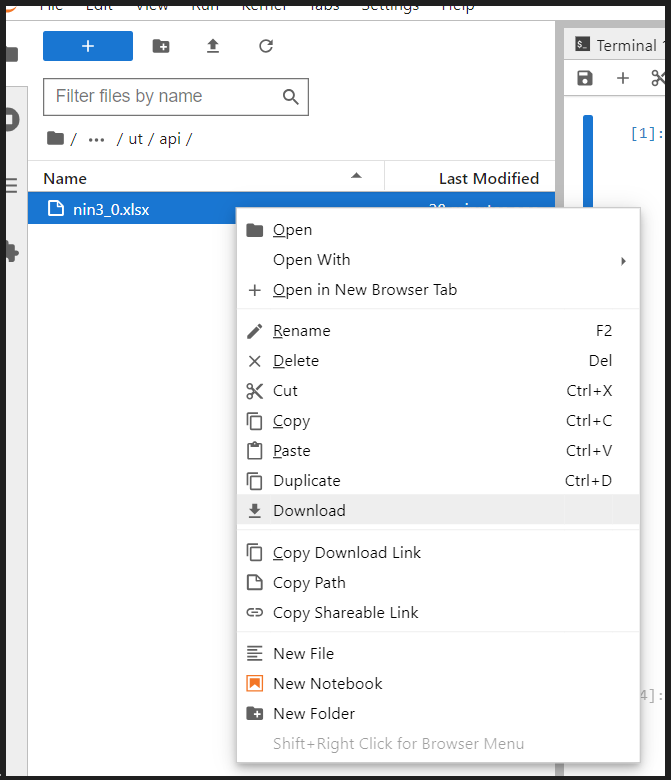 File Edit View Run Kernel Tabs Settings Help
Terminal 1
Filter files by name
/ ··· / ut / api /
[1]:
Name Last Modified
nin3_0.xlsx
Open
Open With
Open in New Browser Tab
Rename F2
Delete Del
Cut Ctrl+X
Copy Ctrl+C
Paste Ctrl+V
Duplicate Ctrl+D
Download
Copy Download Link
Copy Path
Copy Shareable Link
New File
New Notebook
4]:
New Folder
Shift+Right Click for Browser Menu